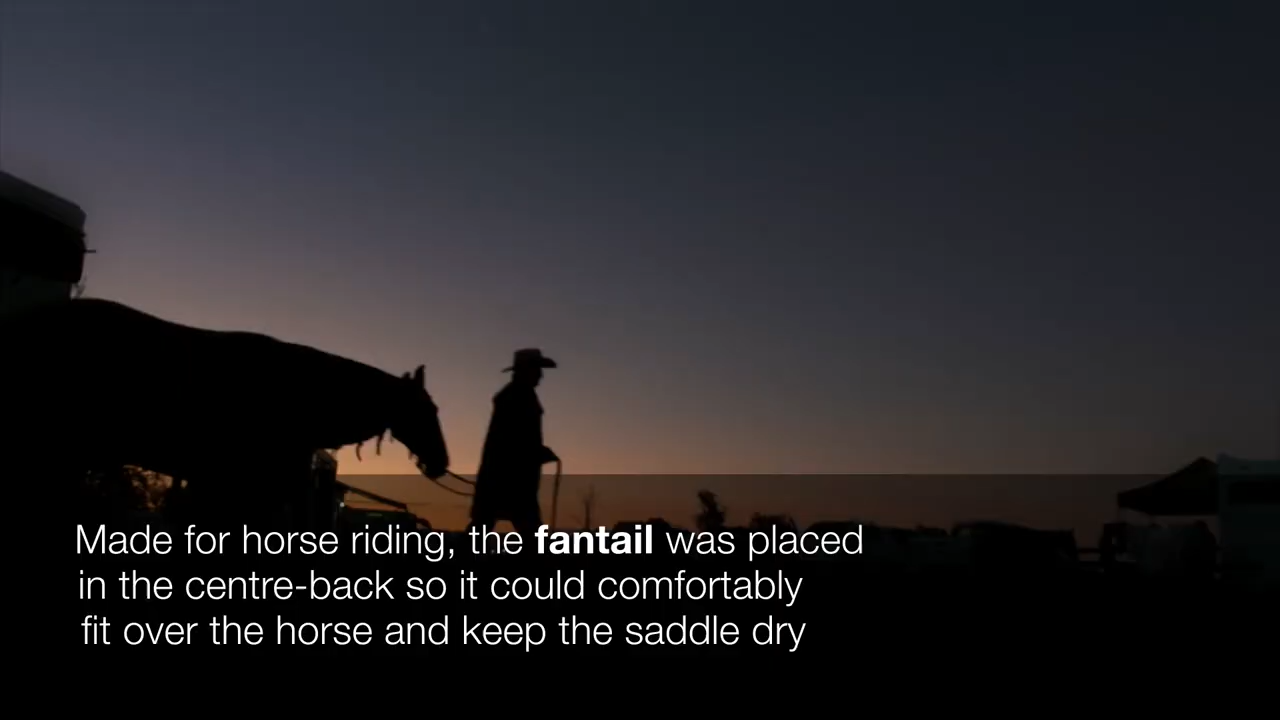 Made for horse riding, the fantail was placed
in the centre-back so it could comfortably
fit over the horse and keep the saddle dry